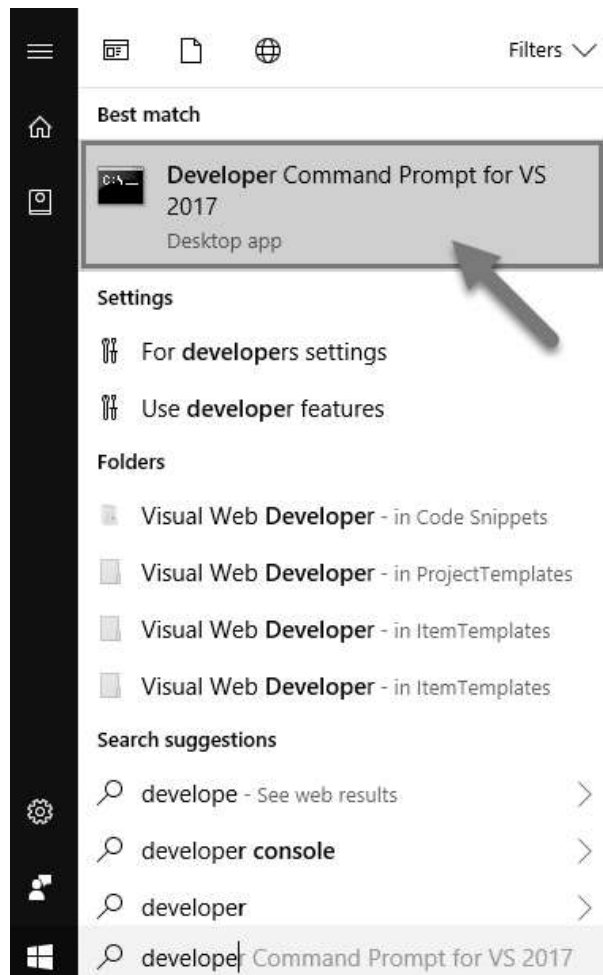 Filters
Best match
C:\_
Developer Command Prompt for VS
2017
Desktop app
Settings
For developers settings
Use developer features
Folders
Visual Web Developer - in Code Snippets
Visual Web Developer - in ProjectTemplates
Visual Web Developer - in ItemTemplates
Visual Web Developer - in ItemTemplates
Search suggestions
develope - See web results
developer console
developer
developer Command Prompt for VS 2017